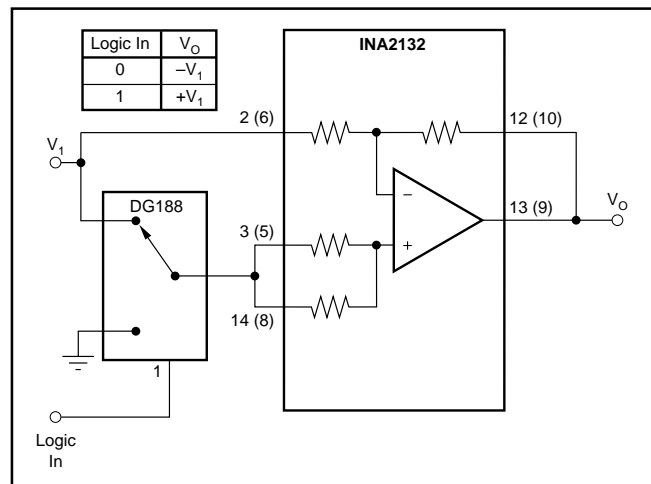 INA2132
Logic In V_O
0 –V_1
1 +V_1
2 (6)
12 (10)
V_1
DG188
–
3 (5)
+
13 (9)
V_O
14 (8)
1
Logic
In